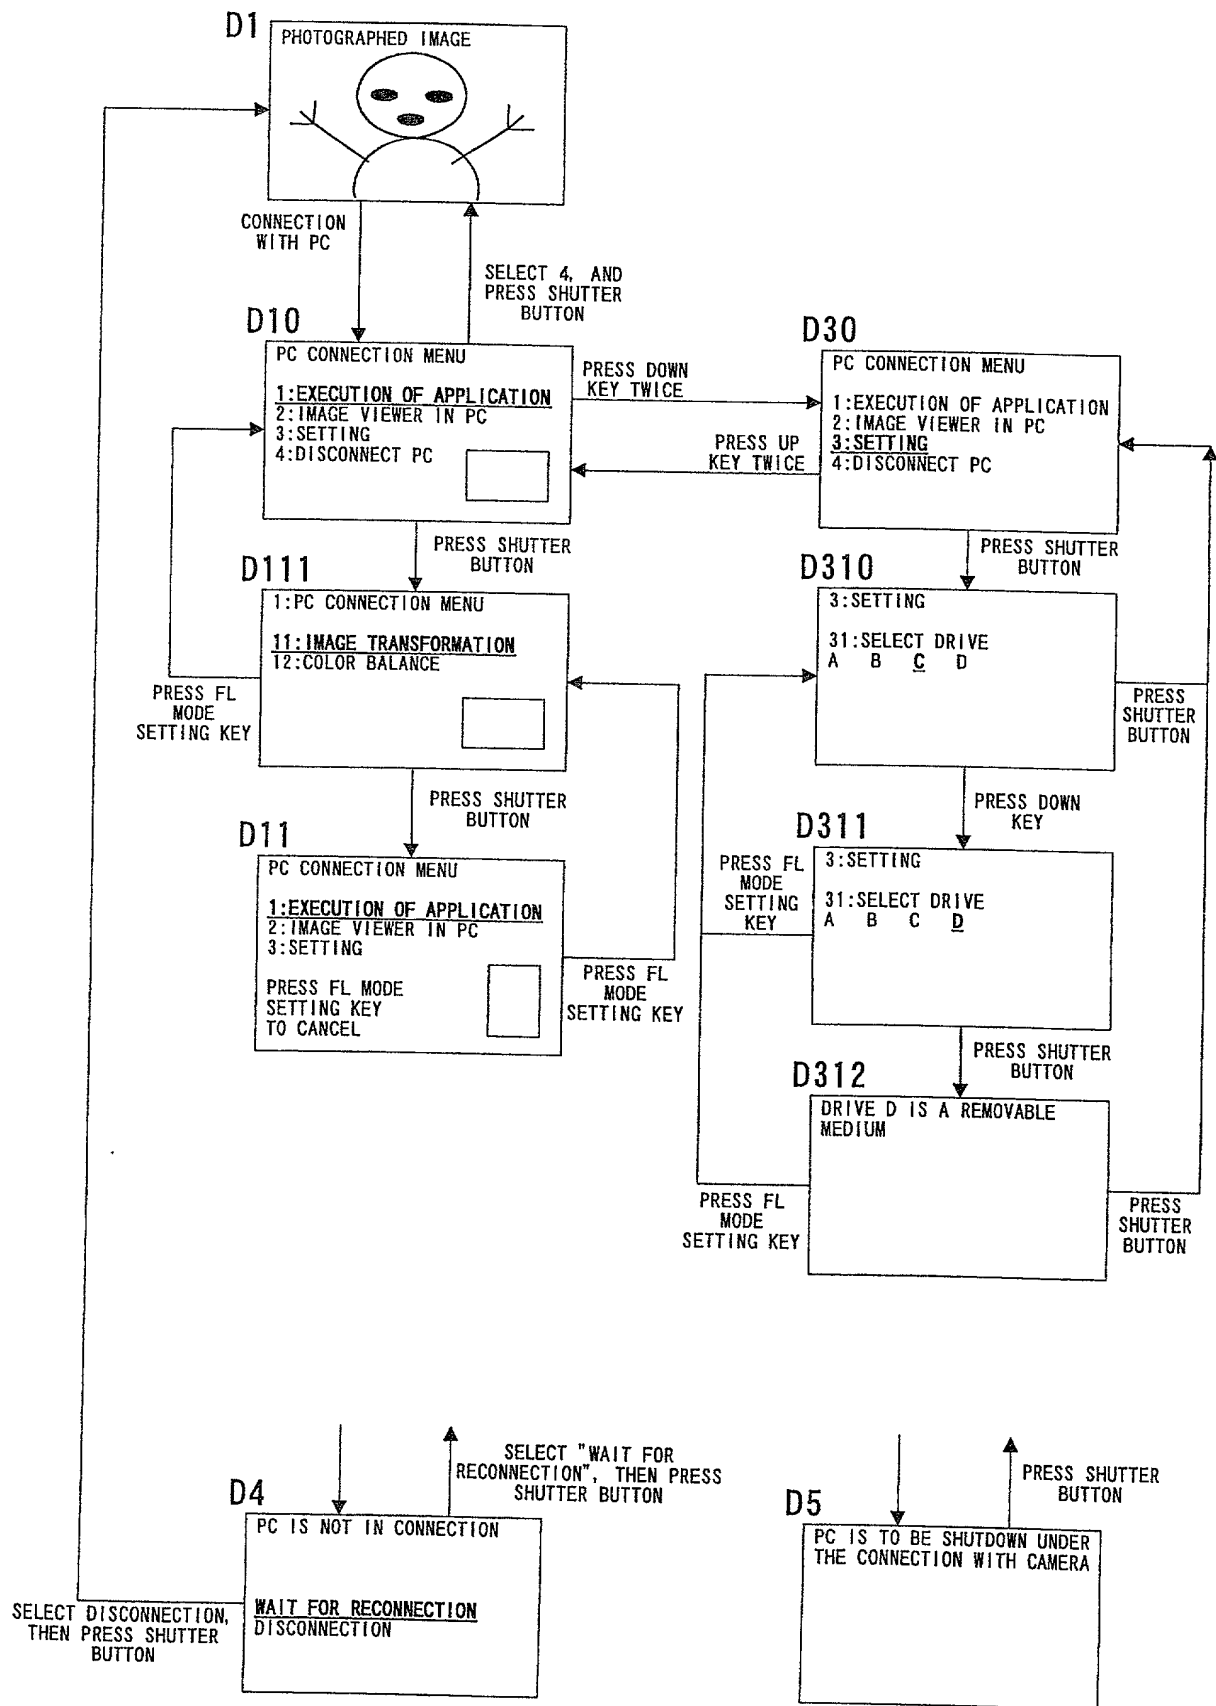 D1
PHOTOGRAPHED IMAGE
CONNECTION
WITH PC
SELECT 4, AND
PRESS SHUTTER
BUTTON
D10
PC CONNECTION MENU
1:EXECUTION OF APPLICATION
2:IMAGE VIEWER IN PC
3:SETTING
4:DISCONNECT PC
PRESS DOWN
KEY TWICE
PRESS UP
KEY TWICE
D30
PC CONNECTION MENU
1:EXECUTION OF APPLICATION
2:IMAGE VIEWER IN PC
3:SETTING
4:DISCONNECT PC
PRESS SHUTTER
BUTTON
PRESS SHUTTER
BUTTON
D111
1:PC CONNECTION MENU
11:IMAGE TRANSFORMATION
12:COLOR BALANCE
PRESS FL
MODE
SETTING KEY
D310
3:SETTING
31:SELECT DRIVE
A B C D
PRESS
SHUTTER
BUTTON
PRESS SHUTTER
BUTTON
PRESS DOWN
KEY
D11
PC CONNECTION MENU
1:EXECUTION OF APPLICATION
2:IMAGE VIEWER IN PC
3:SETTING
PRESS FL MODE
SETTING KEY
TO CANCEL
PRESS FL
MODE
SETTING KEY
PRESS FL
MODE
SETTING
KEY
D311
3:SETTING
31:SELECT DRIVE
A B C D
PRESS SHUTTER
BUTTON
D312
DRIVE D IS A REMOVABLE
MEDIUM
PRESS FL
MODE
SETTING KEY
PRESS
SHUTTER
BUTTON
SELECT "WAIT FOR
RECONNECTION", THEN PRESS
SHUTTER BUTTON
D4
PC IS NOT IN CONNECTION
WAIT FOR RECONNECTION
DISCONNECTION
SELECT DISCONNECTION,
THEN PRESS SHUTTER
BUTTON
PRESS SHUTTER
BUTTON
D5
PC IS TO BE SHUTDOWN UNDER
THE CONNECTION WITH CAMERA